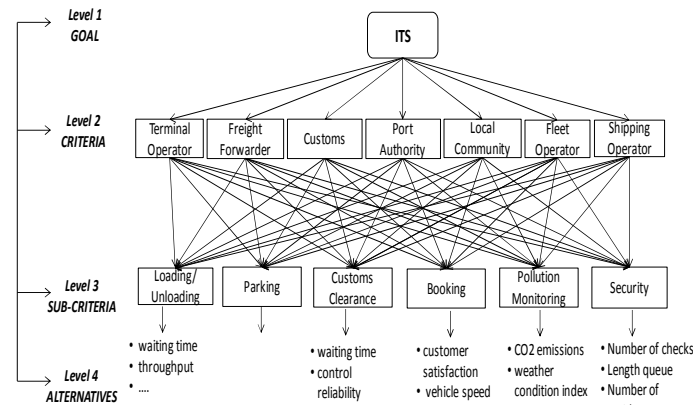 Level 1
GOAL
ITS
Level 2
CRITERIA
Terminal
Operator
Freight
Forwarder
Customs
Port
Authority
Local
Community
Fleet
Operator
Shipping
Operator
Level 3
SUB-CRITERIA
Loading/
Unloading
Parking
Customs
Clearance
Booking
Pollution
Monitoring
Security
Level 4
ALTERNATIVES
• waiting time
• throughput
• ....
• waiting time
• control
reliability
• customer
satisfaction
• vehicle speed
• CO2 emissions
• weather
condition index
• Number of checks
• Length queue
• Number of